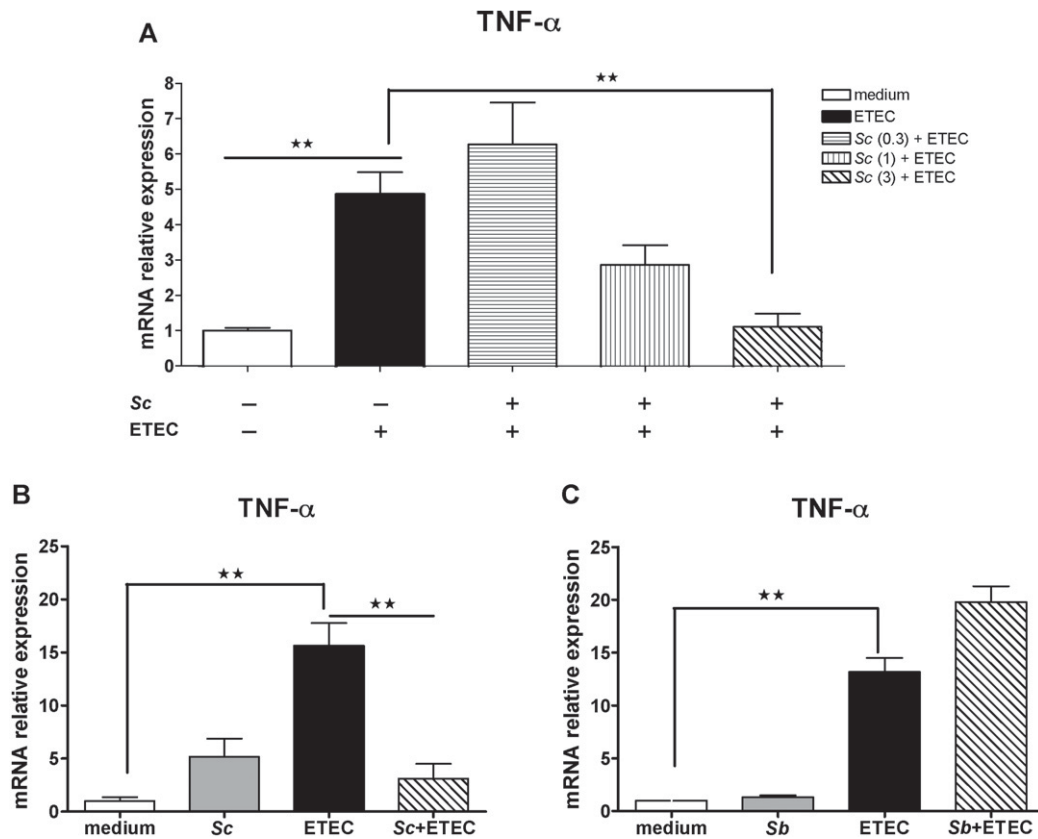 A
TNF-α
mRNA relative expression
8
7
6
5
4
3
2
1
0
★★
★★
medium
ETEC
Sc (0.3) + ETEC
Sc (1) + ETEC
Sc (3) + ETEC
Sc – – + + +
ETEC – + + + +
B
TNF-α
mRNA relative expression
25
20
15
10
5
0
★★
★★
medium Sc ETEC Sc+ETEC
C
TNF-α
mRNA relative expression
25
20
15
10
5
0
★★
medium Sb ETEC Sb+ETEC